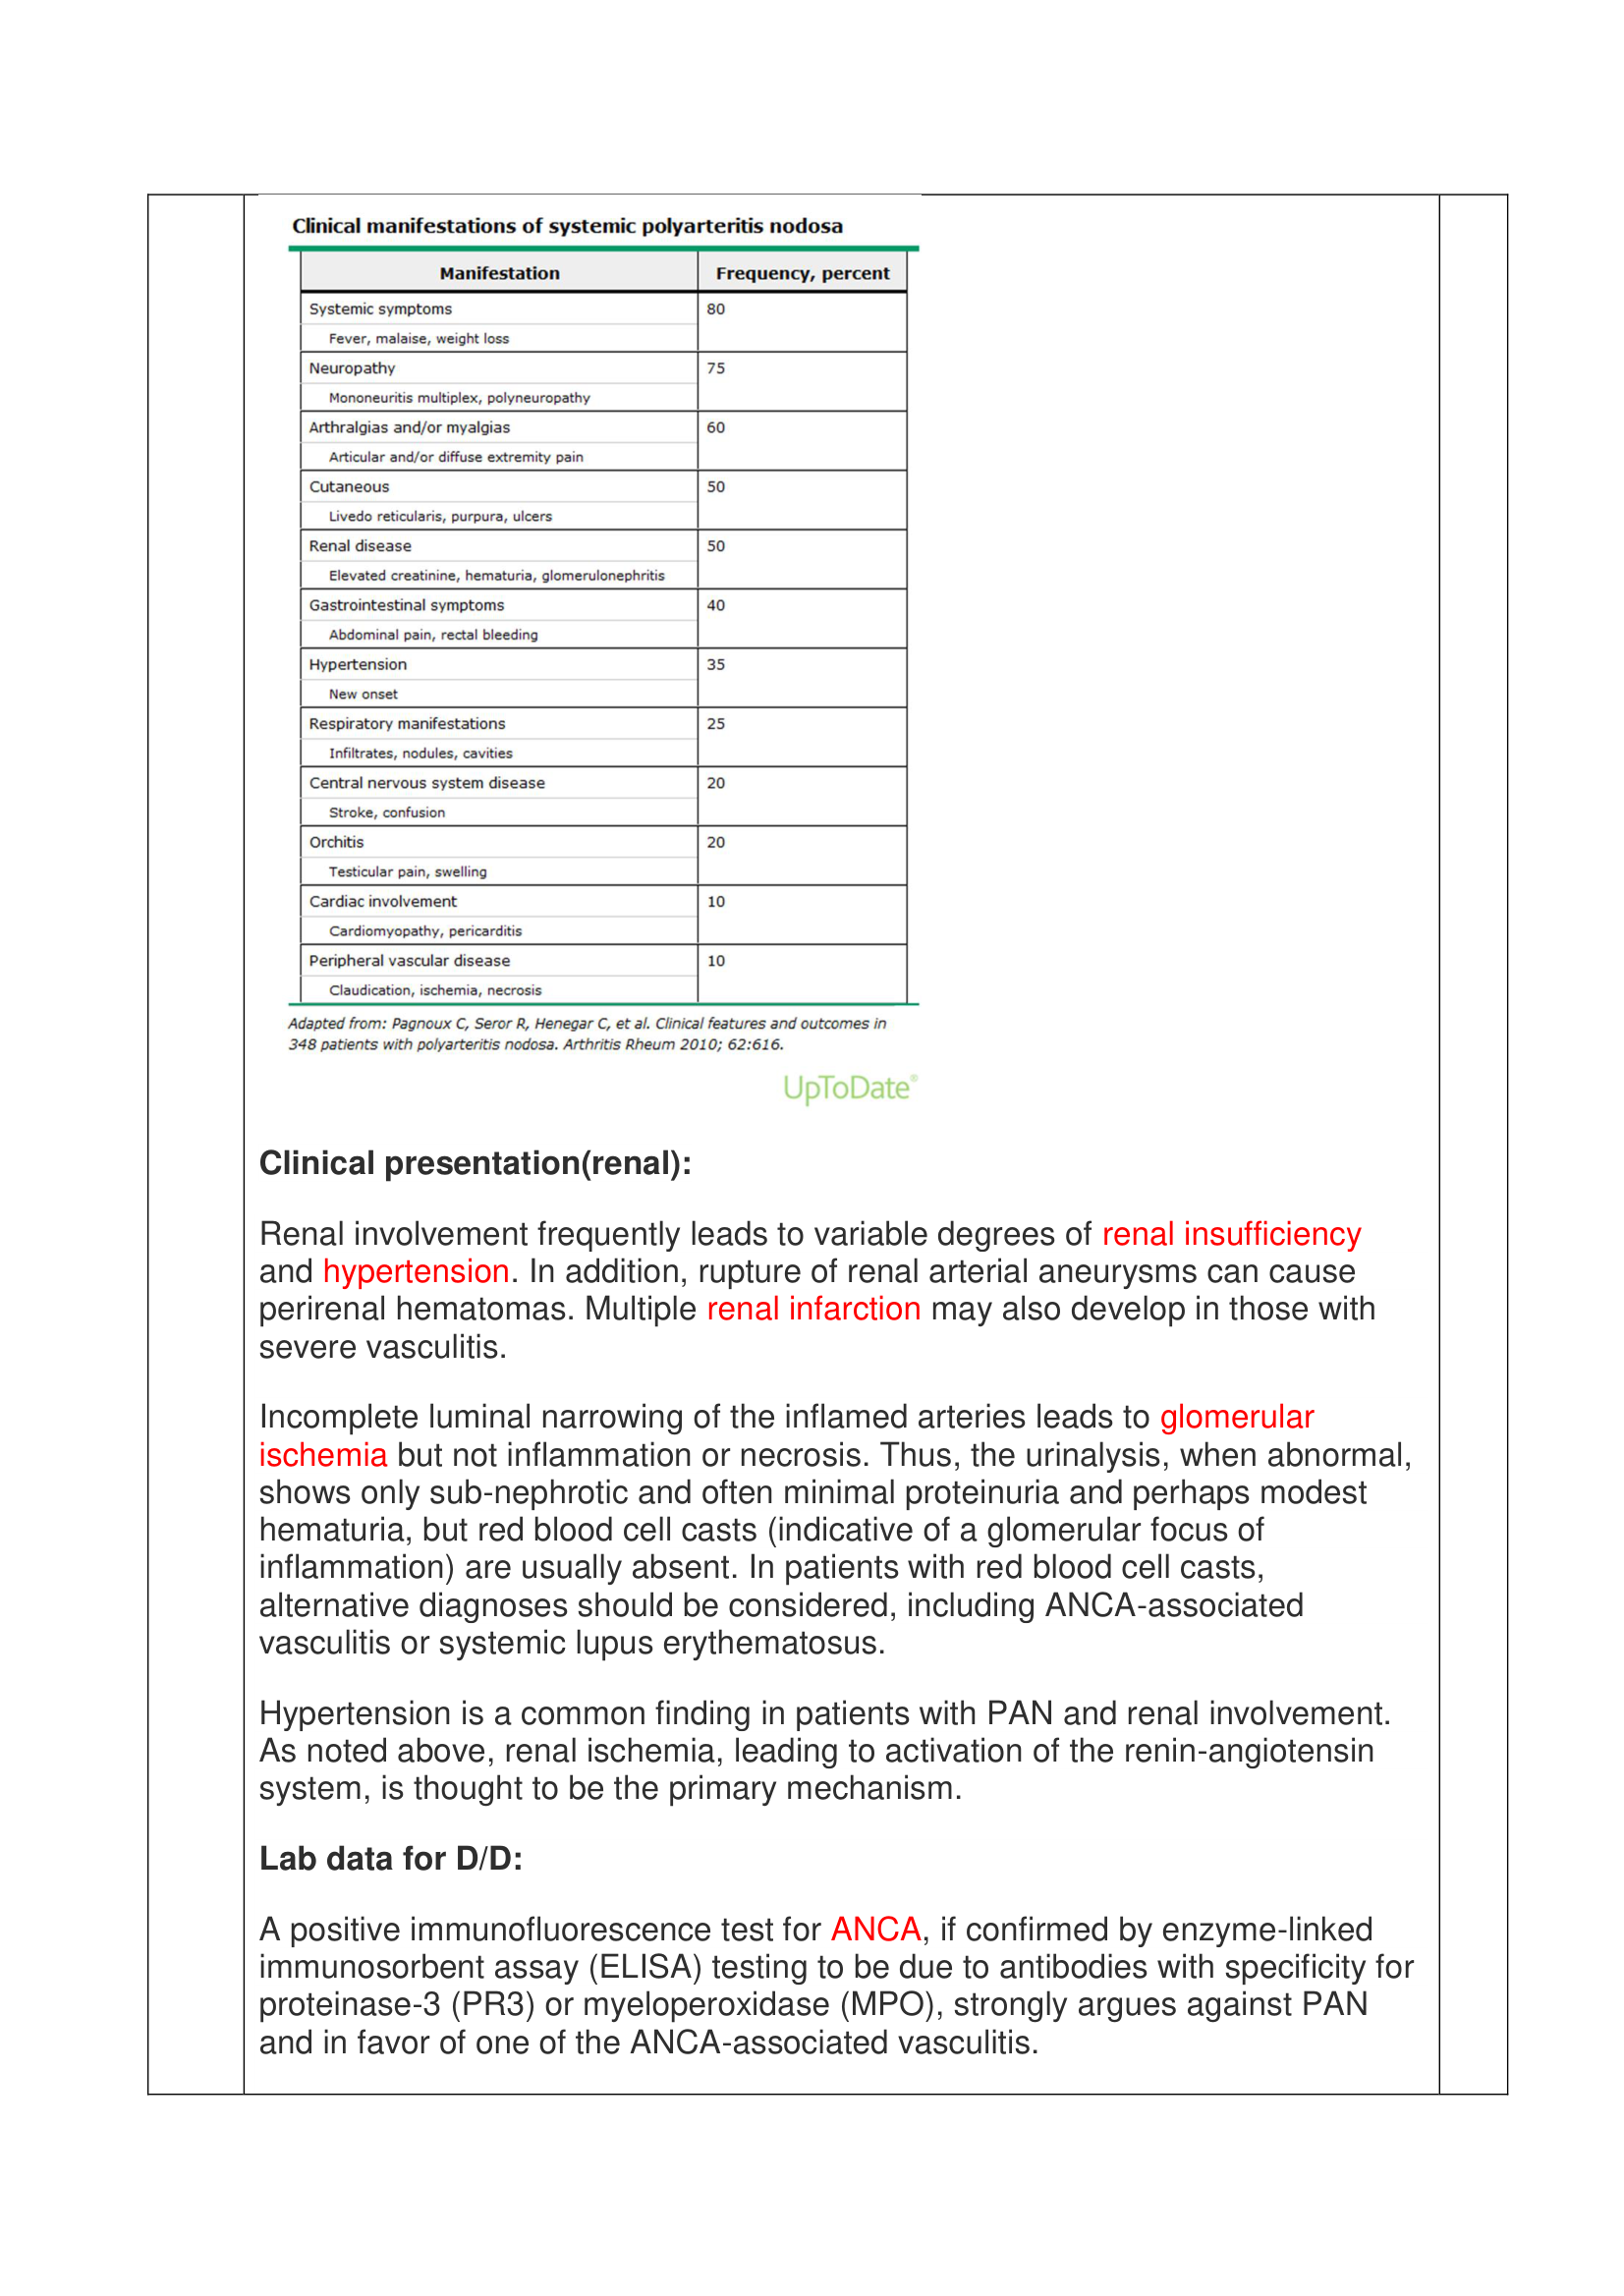 Clinical manifestations of systemic polyarteritis nodosa
Manifestation Frequency, percent
Systemic symptoms 80
Fever, malaise, weight loss
Neuropathy 75
Mononeuritis multiplex, polyneuropathy
Arthralgias and/or myalgias 60
Articular and/or diffuse extremity pain
Cutaneous 50
Livedo reticularis, purpura, ulcers
Renal disease 50
Elevated creatinine, hematuria, glomerulonephritis
Gastrointestinal symptoms 40
Abdominal pain, rectal bleeding
Hypertension 35
New onset
Respiratory manifestations 25
Infiltrates, nodules, cavities
Central nervous system disease 20
Stroke, confusion
Orchitis 20
Testicular pain, swelling
Cardiac involvement 10
Cardiomyopathy, pericarditis
Peripheral vascular disease 10
Claudication, ischemia, necrosis
Adapted from: Pagnoux C, Seror R, Henegar C, et al. Clinical features and outcomes in
348 patients with polyarteritis nodosa. Arthritis Rheum 2010; 62:616.
UpToDate®
Clinical presentation(renal):
Renal involvement frequently leads to variable degrees of renal insufficiency
and hypertension. In addition, rupture of renal arterial aneurysms can cause
perirenal hematomas. Multiple renal infarction may also develop in those with
severe vasculitis.
Incomplete luminal narrowing of the inflamed arteries leads to glomerular
ischemia but not inflammation or necrosis. Thus, the urinalysis, when abnormal,
shows only sub-nephrotic and often minimal proteinuria and perhaps modest
hematuria, but red blood cell casts (indicative of a glomerular focus of
inflammation) are usually absent. In patients with red blood cell casts,
alternative diagnoses should be considered, including ANCA-associated
vasculitis or systemic lupus erythematosus.
Hypertension is a common finding in patients with PAN and renal involvement.
As noted above, renal ischemia, leading to activation of the renin-angiotensin
system, is thought to be the primary mechanism.
Lab data for D/D:
A positive immunofluorescence test for ANCA, if confirmed by enzyme-linked
immunosorbent assay (ELISA) testing to be due to antibodies with specificity for
proteinase-3 (PR3) or myeloperoxidase (MPO), strongly argues against PAN
and in favor of one of the ANCA-associated vasculitis.